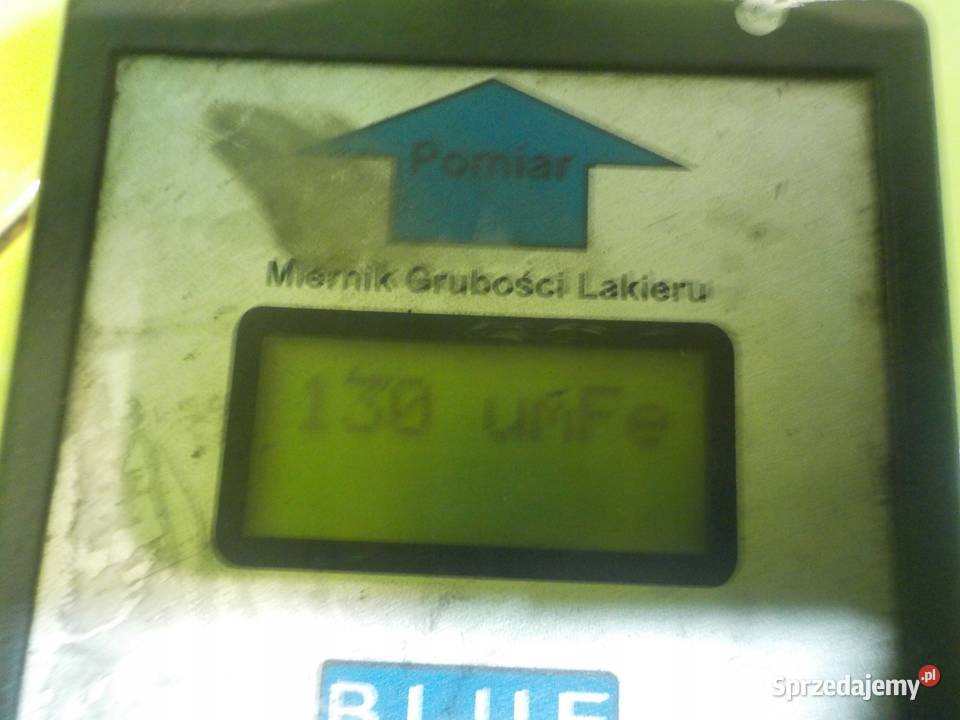 Pomiar
Miernik Grubości Lakieru
130 umFe
BLUE
Sprzedajemy.pl